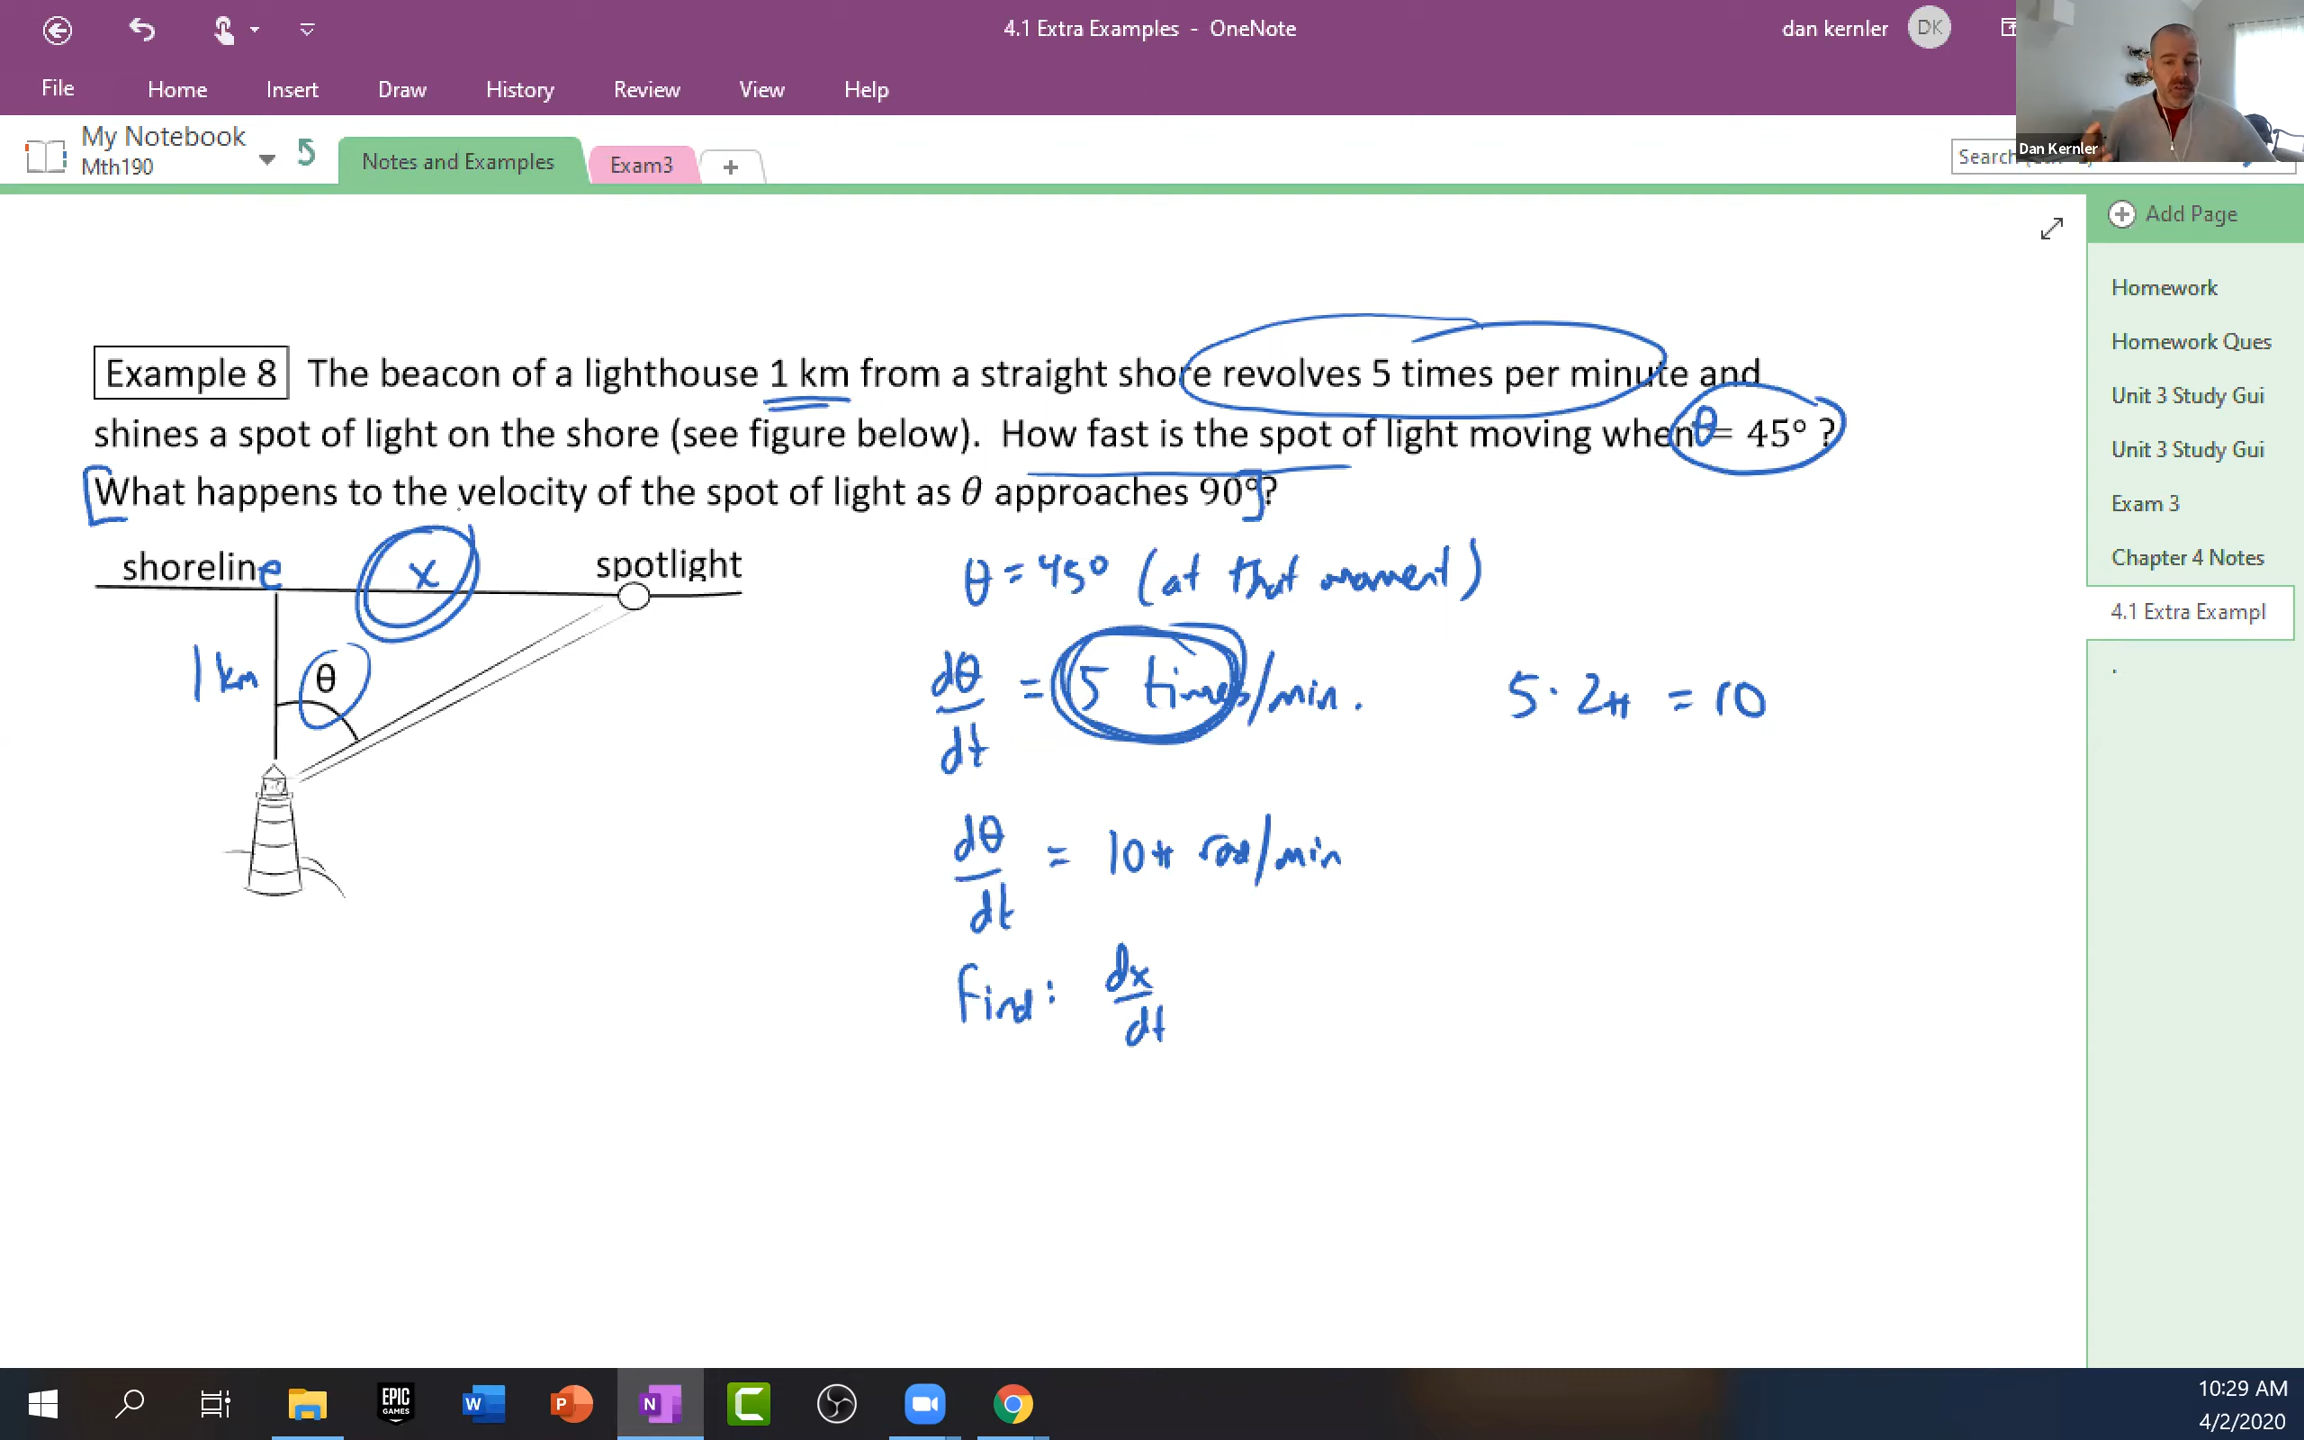 4.1 Extra Examples - OneNote
dan kernler DK
File Home Insert Draw History Review View Help
Dan Kernler
My Notebook
Mth190
Notes and Examples
Exam3
+
Search
Add Page
Homework
Homework Ques
Unit 3 Study Gui
Unit 3 Study Gui
Exam 3
Chapter 4 Notes
4.1 Extra Exampl
.
Example 8 The beacon of a lighthouse 1 km from a straight shore revolves 5 times per minute and
shines a spot of light on the shore (see figure below). How fast is the spot of light moving when θ = 45° ?
[What happens to the velocity of the spot of light as θ approaches 90°]?
shoreline
x
spotlight
1 km
θ
θ = 45° (at that moment)
dθ/dt = 5 times/min.
5 · 2π = 10
dθ/dt = 10π rad/min
Find: dx/dt
EPIC GAMES
W
P
N
C
10:29 AM
4/2/2020